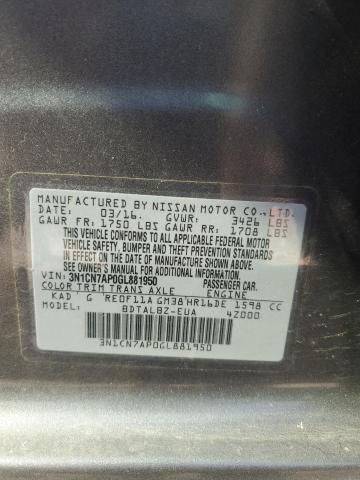 MANUFACTURED BY NISSAN MOTOR CO.,LTD.
DATE: 03/16. GVWR: 3426 LBS
GAWR FR: 1750 LBS GAWR RR: 1708 LBS
THIS VEHICLE CONFORMS TO ALL APPLICABLE FEDERAL MOTOR
VEHICLE SAFETY, BUMPER AND THEFT PREVENTION STANDARDS
IN EFFECT ON THE DATE OF MANUFACTURE SHOWN ABOVE.
SEE OWNER'S MANUAL FOR ADDITIONAL INFORMATION.
VIN: 3N1CN7AP0GL881950 PASSENGER CAR.
COLOR TRIM TRANS AXLE ENGINE
KAD G RE0F11A GM38 HR16DE 1598 CC
MODEL: BDTALBZ-EUA 4Z000
3N1CN7AP0GL881950